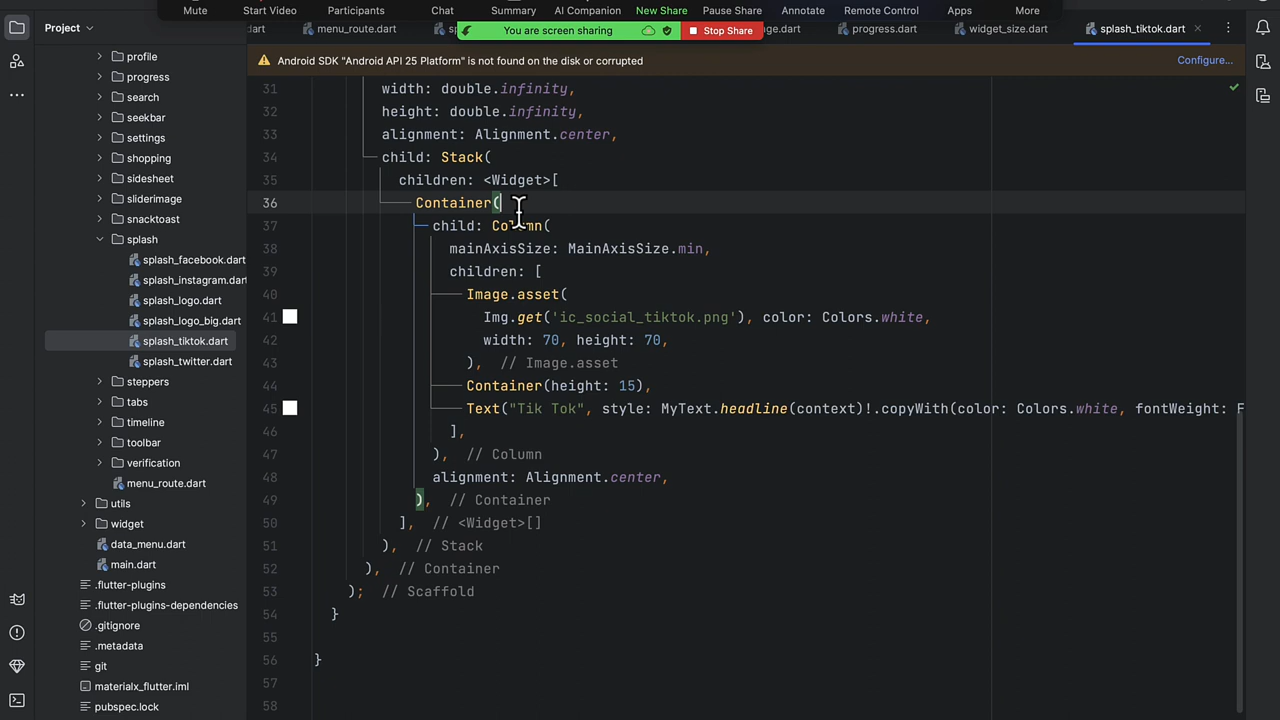 Mute Start Video Participants Chat Summary AI Companion New Share Pause Share Annotate Remote Control Apps More
Project
.dart menu_route.dart You are screen sharing Stop Share ge.dart progress.dart widget_size.dart splash_tiktok.dart
Android SDK "Android API 25 Platform" is not found on the disk or corrupted Configure...
profile
progress
search
seekbar
settings
shopping
sidesheet
sliderimage
snacktoast
splash
splash_facebook.dart
splash_instagram.dart
splash_logo.dart
splash_logo_big.dart
splash_tiktok.dart
splash_twitter.dart
steppers
tabs
timeline
toolbar
verification
menu_route.dart
utils
widget
data_menu.dart
main.dart
.flutter-plugins
.flutter-plugins-dependencies
.gitignore
.metadata
git
materialx_flutter.iml
pubspec.lock
31 width: double.infinity,
32 height: double.infinity,
33 alignment: Alignment.center,
34 child: Stack(
35 children: <Widget>[
36 Container(
37 child: Column(
38 mainAxisSize: MainAxisSize.min,
39 children: [
40 Image.asset(
41 Img.get('ic_social_tiktok.png'), color: Colors.white,
42 width: 70, height: 70,
43 ), // Image.asset
44 Container(height: 15),
45 Text("Tik Tok", style: MyText.headline(context)!.copyWith(color: Colors.white, fontWeight: F
46 ],
47 ), // Column
48 alignment: Alignment.center,
49 ), // Container
50 ], // <Widget>[]
51 ), // Stack
52 ), // Container
53 ); // Scaffold
54 }
55
56 }
57
58